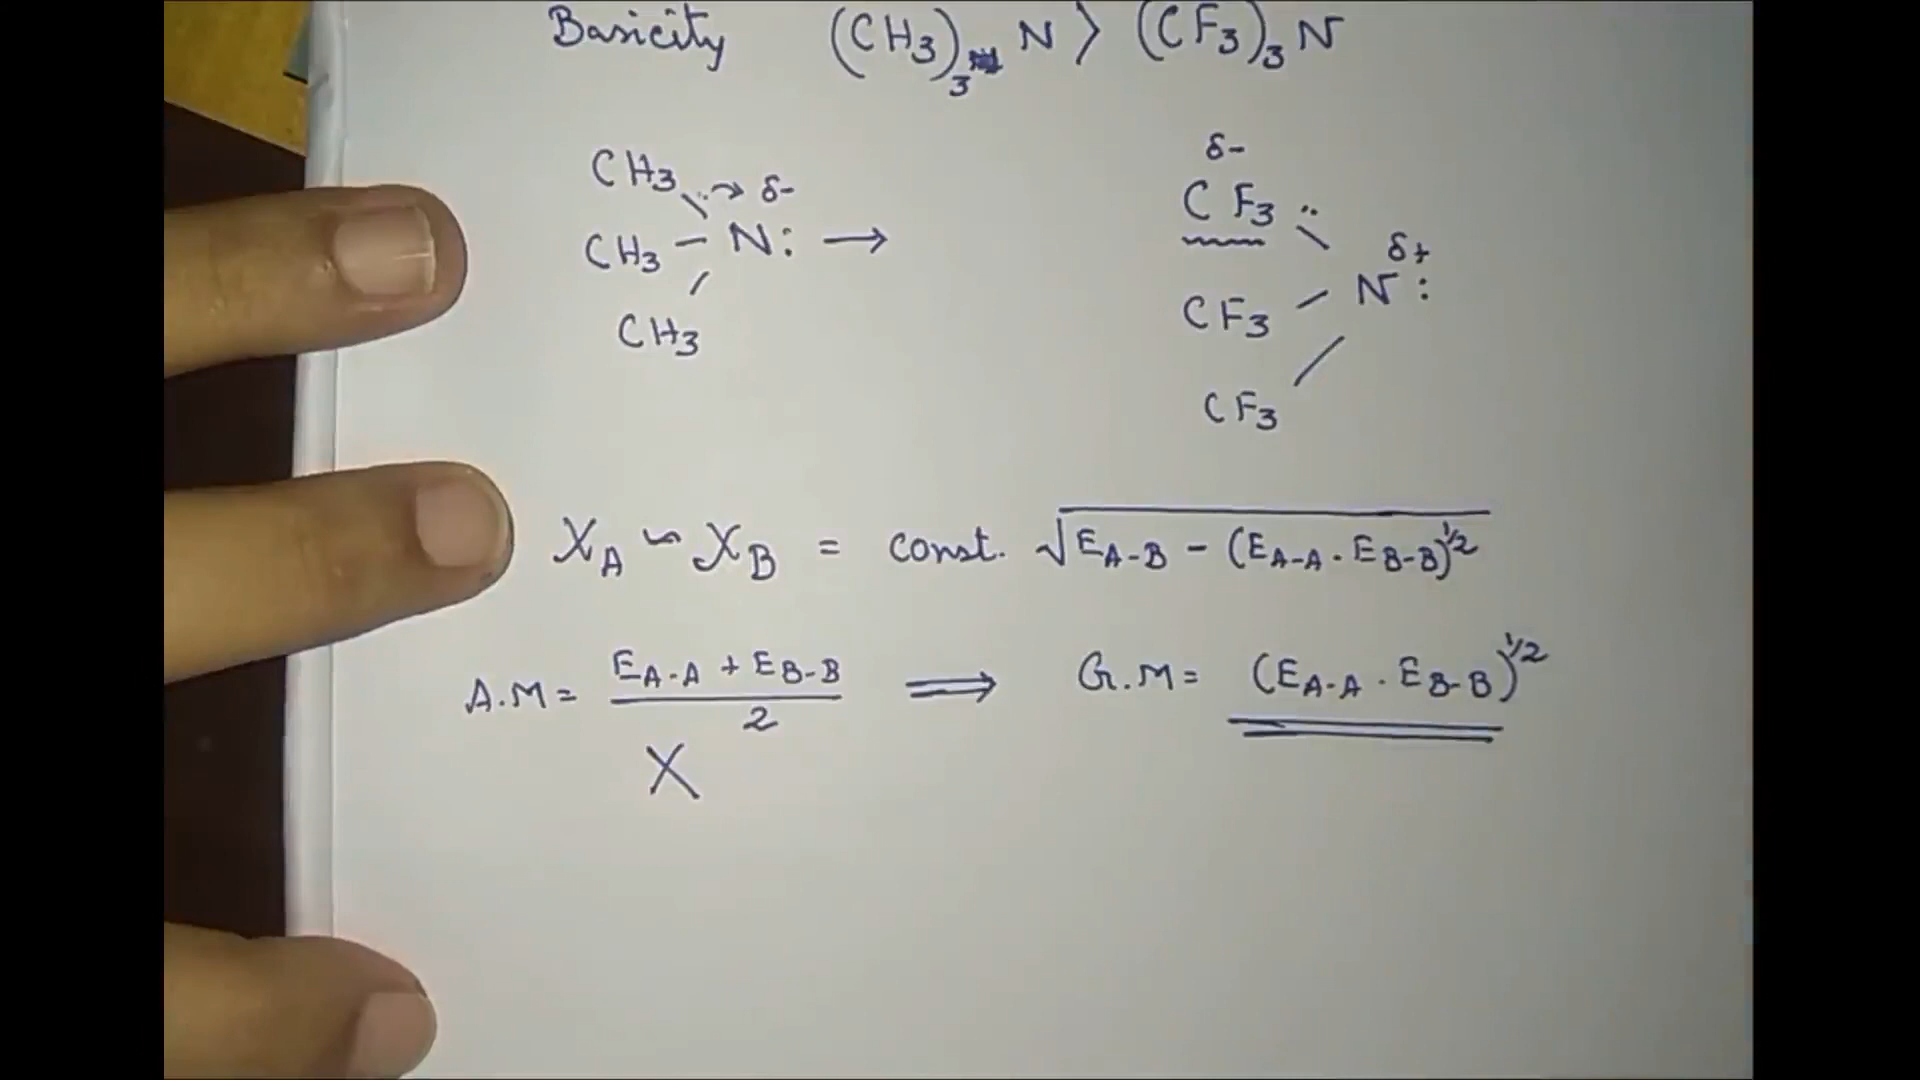 Basicity (CH3)3 N > (CF3)3 N
CH3 → δ-
CH3 - N: →
CH3
δ-
CF3 ..
δ+
CF3 - N:
CF3
XA ~ XB = const. √EA-B - (EA-A . EB-B)^1/2
A.M = EA-A + EB-B / 2 ⟹ G.M = (EA-A . EB-B)^1/2
X